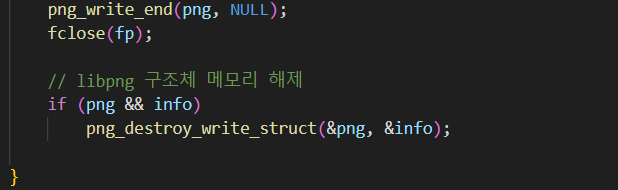 png_write_end(png, NULL);
fclose(fp);
// libpng 구조체 메모리 해제
if (png && info)
png_destroy_write_struct(&png, &info);
}